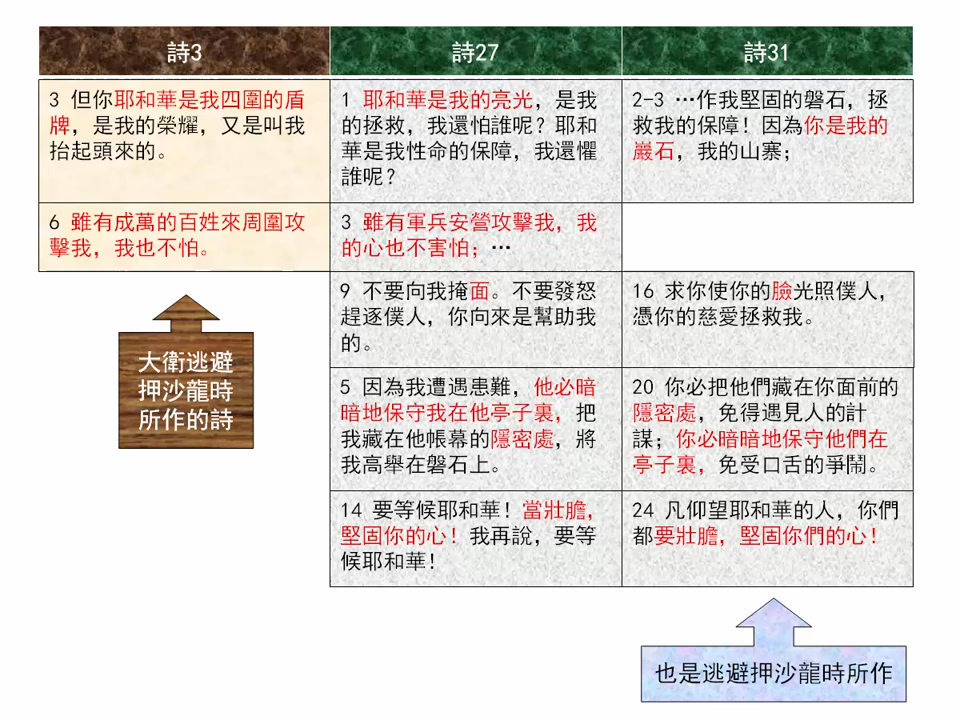 詩3
詩27
詩31
3 但你耶和華是我四圍的盾
牌，是我的榮耀，又是叫我
抬起頭來的。
1 耶和華是我的亮光，是我
的拯救，我還怕誰呢？耶和
華是我性命的保障，我還懼
誰呢？
2-3 …作我堅固的磐石，拯
救我的保障！因為你是我的
巖石，我的山寨；
6 雖有成萬的百姓來周圍攻
擊我，我也不怕。
3 雖有軍兵安營攻擊我，我
的心也不害怕；…
9 不要向我掩面。不要發怒
趕逐僕人，你向來是幫助我
的。
16 求你使你的臉光照僕人，
憑你的慈愛拯救我。
大衛逃避
押沙龍時
所作的詩
5 因為我遭遇患難，他必暗
暗地保守我在他亭子裏，把
我藏在他帳幕的隱密處，將
我高舉在磐石上。
20 你必把他們藏在你面前的
隱密處，免得遇見人的計
謀；你必暗暗地保守他們在
亭子裏，免受口舌的爭鬧。
14 要等候耶和華！當壯膽，
堅固你的心！我再說，要等
候耶和華！
24 凡仰望耶和華的人，你們
都要壯膽，堅固你們的心！
也是逃避押沙龍時所作